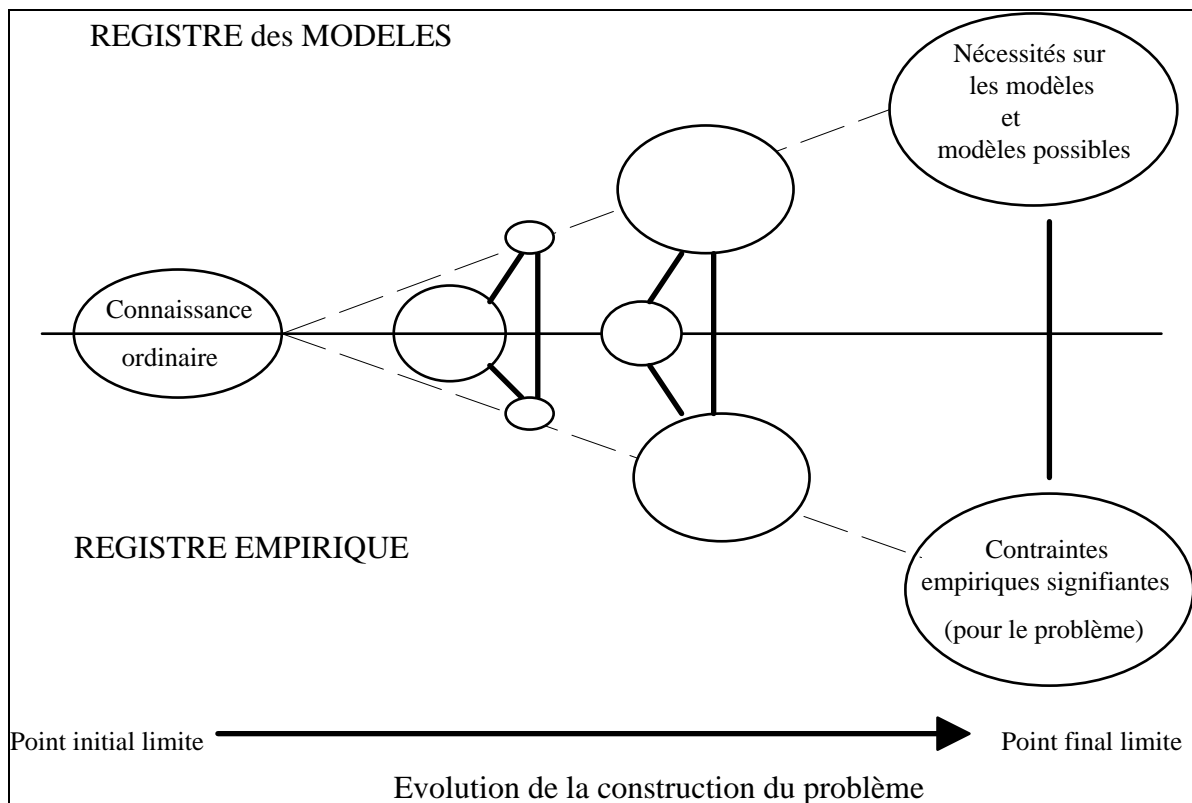 REGISTRE des MODELES
Nécessités sur
les modèles
et
modèles possibles
Connaissance
ordinaire
REGISTRE EMPIRIQUE
Contraintes
empiriques signifiantes
(pour le problème)
Point initial limite
Point final limite
Evolution de la construction du problème